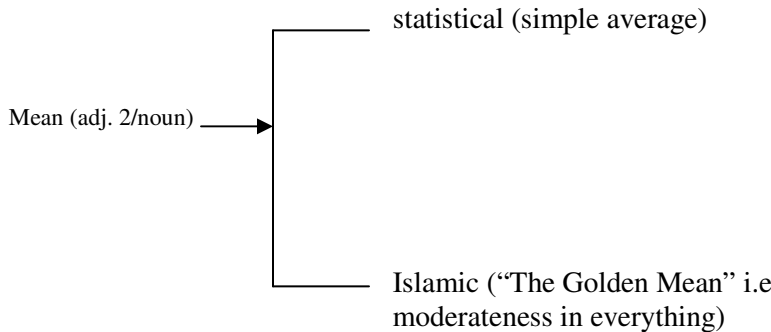 statistical (simple average)
Mean (adj. 2/noun)
Islamic (“The Golden Mean” i.e
moderateness in everything)